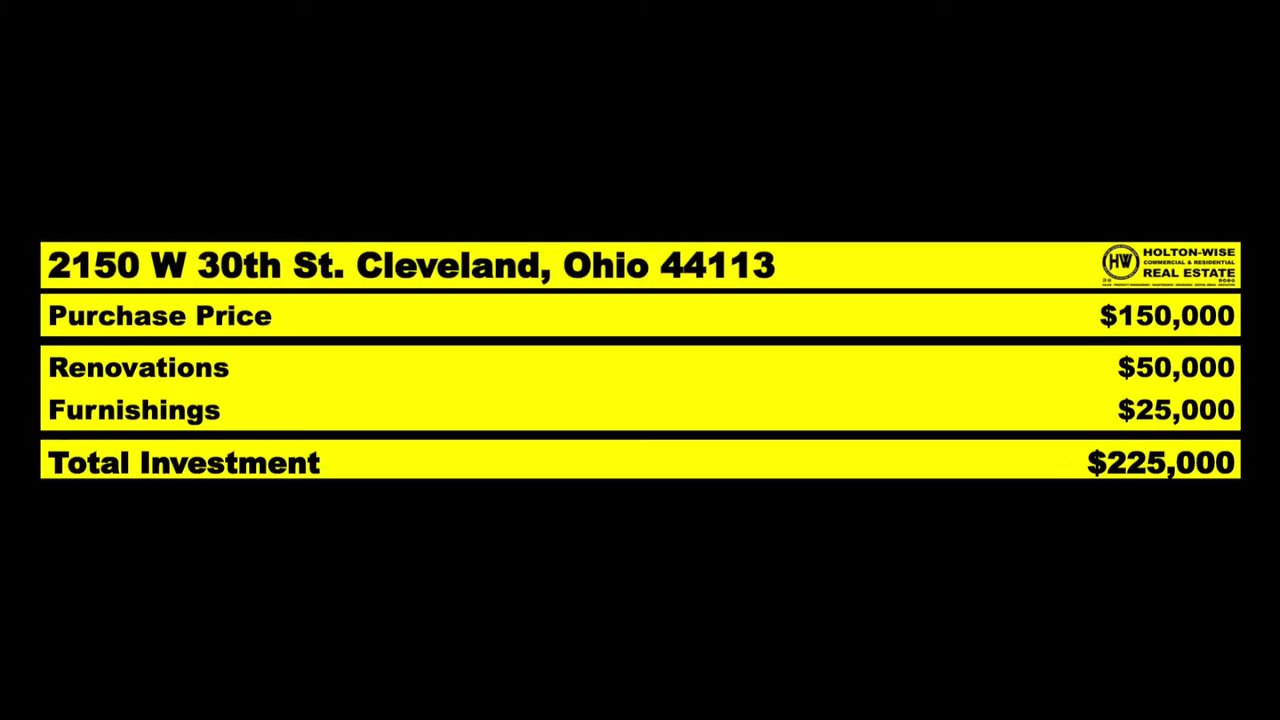 2150 W 30th St. Cleveland, Ohio 44113
HOLTON-WISE
COMMERCIAL & RESIDENTIAL
REAL ESTATE
HW
Purchase Price $150,000
Renovations $50,000
Furnishings $25,000
Total Investment $225,000